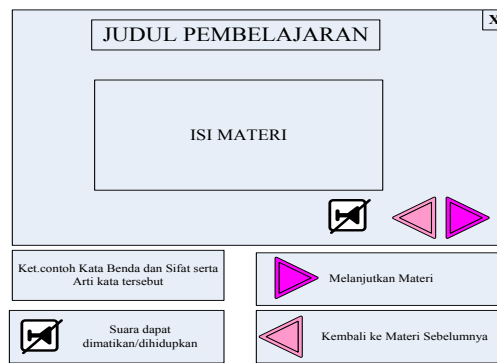 X
JUDUL PEMBELAJARAN
ISI MATERI
Ket.contoh Kata Benda dan Sifat serta
Arti kata tersebut
Melanjutkan Materi
Suara dapat
dimatikan/dihidupkan
Kembali ke Materi Sebelumnya